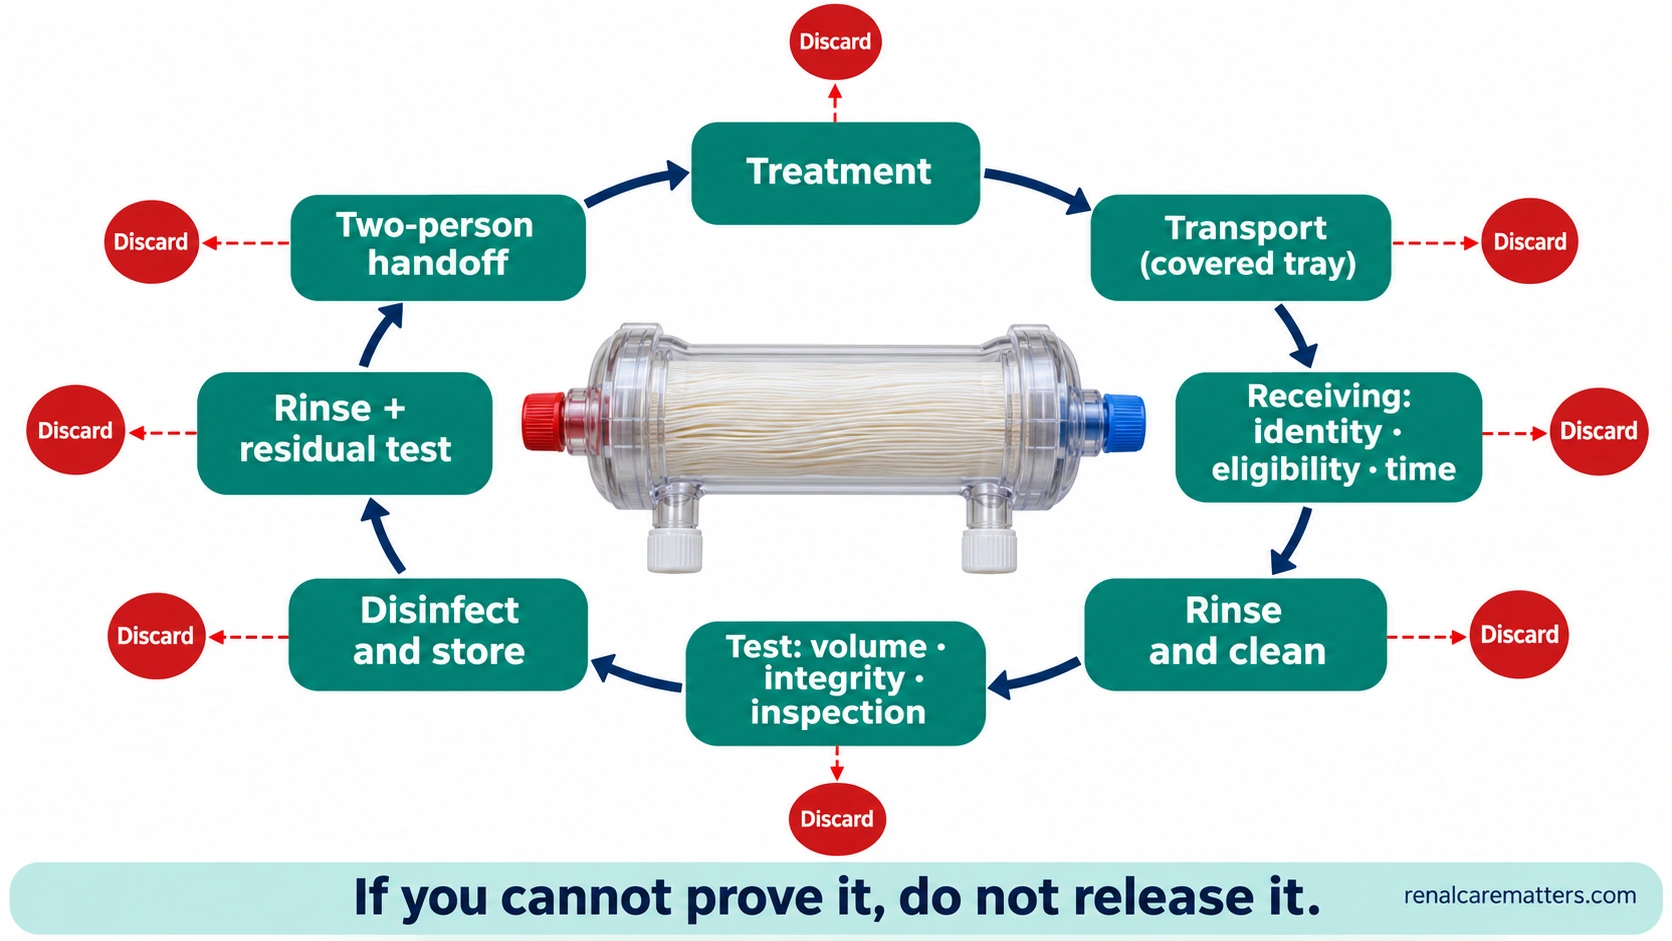 Discard
Treatment
Discard
Two-person
handoff
Transport
(covered tray)
Discard
Discard
Rinse +
residual test
Receiving:
identity •
eligibility • time
Discard
Discard
Disinfect
and store
Test: volume •
integrity •
inspection
Rinse
and clean
Discard
Discard
If you cannot prove it, do not release it.
renalcarematters.com